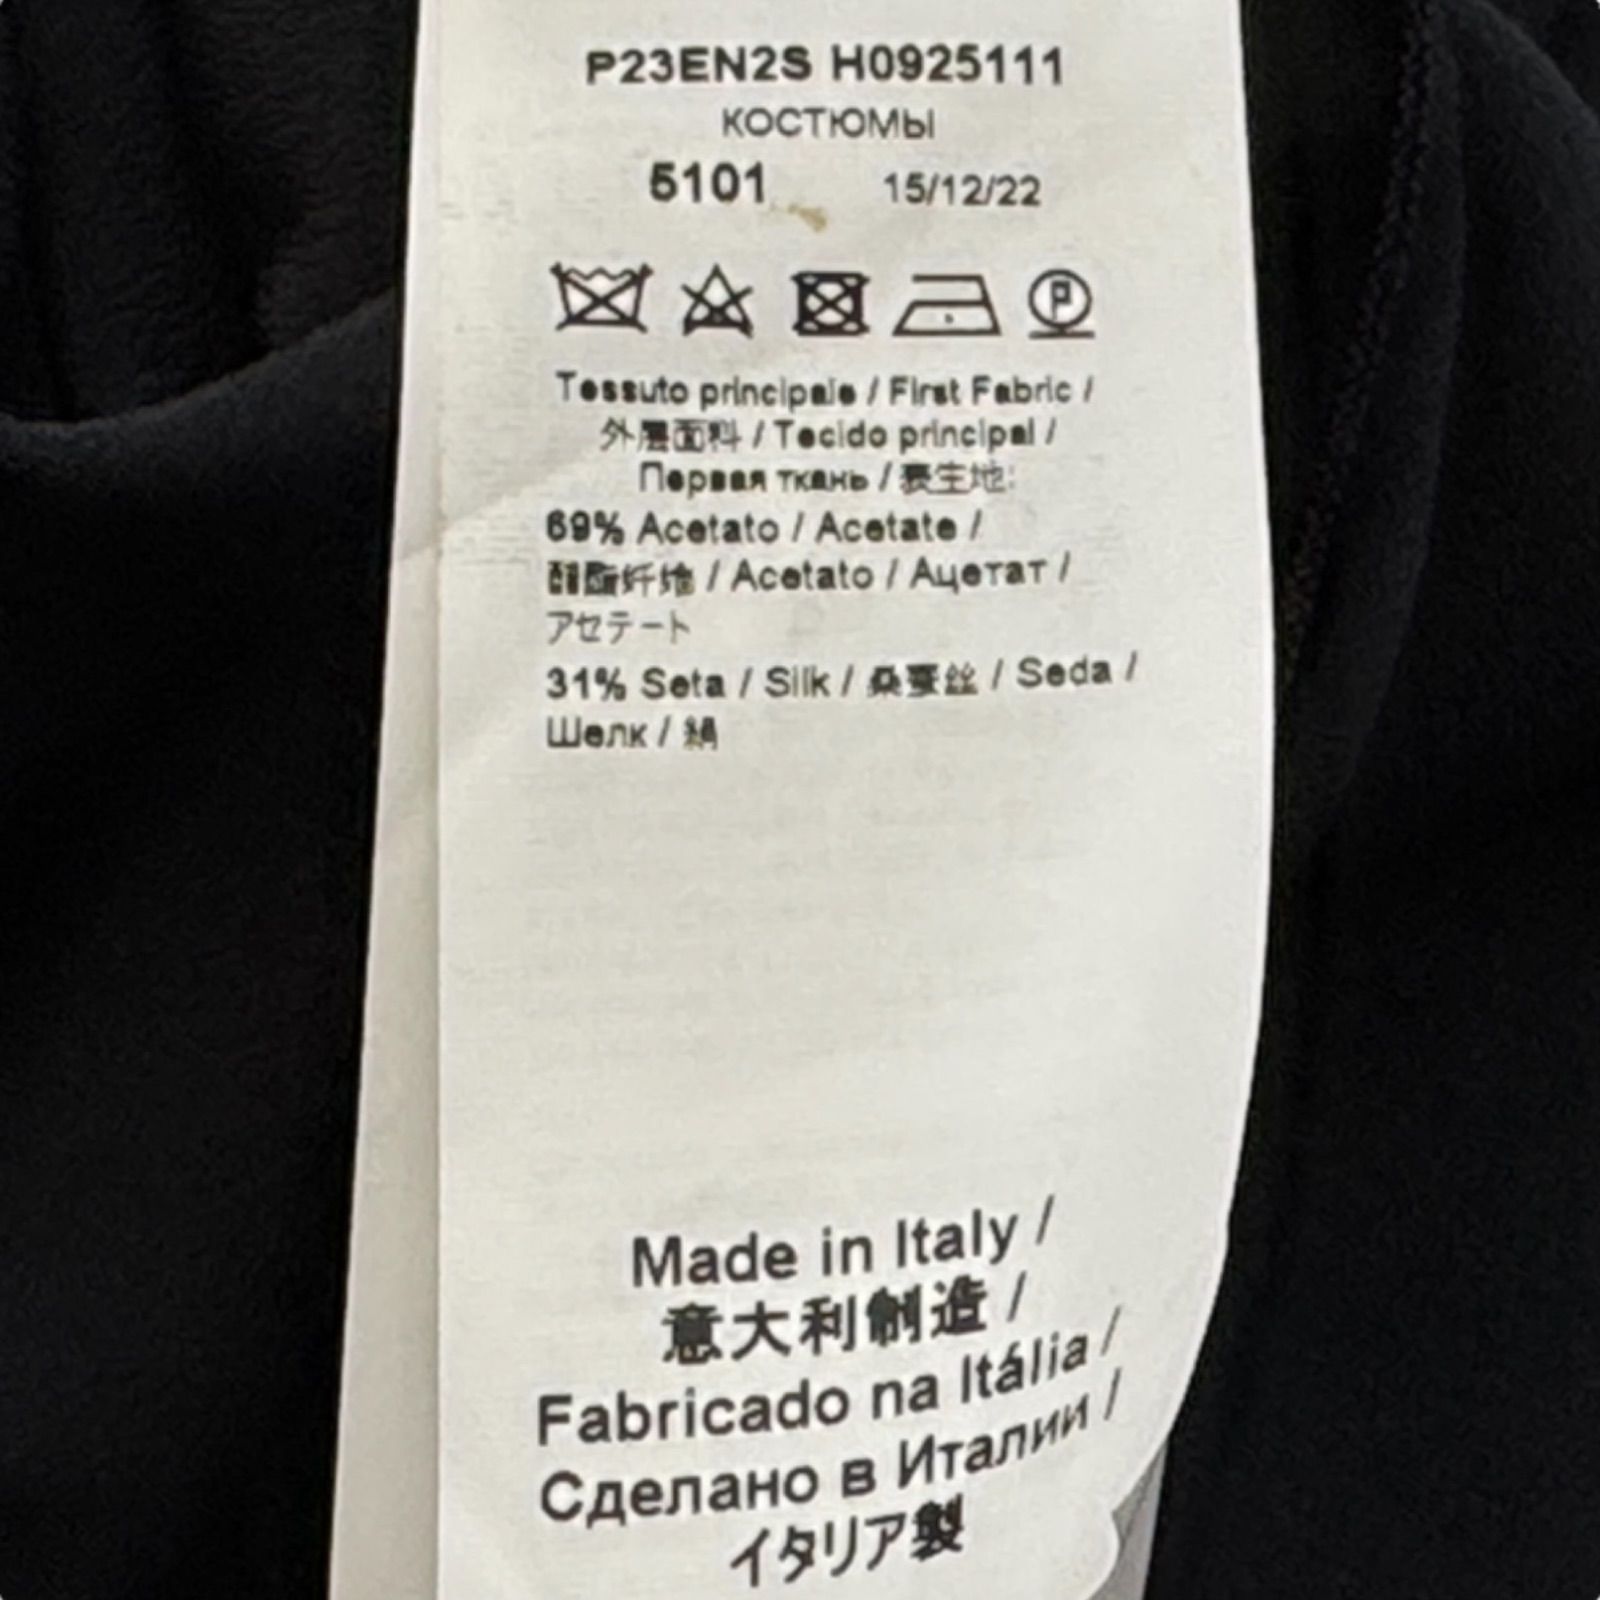 P23EN2S H0925111
КОСТЮМЫ
5101 15/12/22
P
Tessuto principale / First Fabric /
外层面料 / Tecido principal /
Первая ткань / 表生地:
69% Acetato / Acetate /
醋酯纤维 / Acetato / Ацетат /
アセテート
31% Seta / Silk / 桑蚕丝 / Seda /
Шелк / 絹
Made in Italy /
意大利制造 /
Fabricado na Itália /
Сделано в Италии /
イタリア製